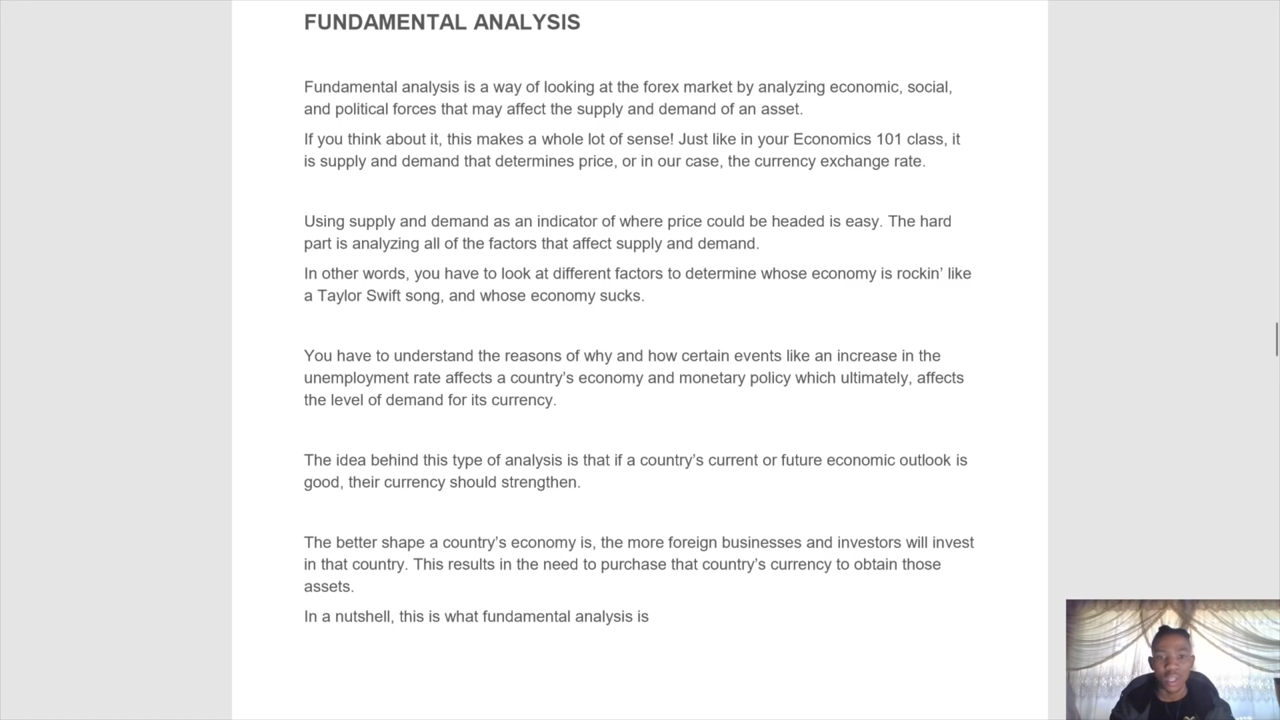 FUNDAMENTAL ANALYSIS
Fundamental analysis is a way of looking at the forex market by analyzing economic, social,
and political forces that may affect the supply and demand of an asset.
If you think about it, this makes a whole lot of sense! Just like in your Economics 101 class, it
is supply and demand that determines price, or in our case, the currency exchange rate.
Using supply and demand as an indicator of where price could be headed is easy. The hard
part is analyzing all of the factors that affect supply and demand.
In other words, you have to look at different factors to determine whose economy is rockin’ like
a Taylor Swift song, and whose economy sucks.
You have to understand the reasons of why and how certain events like an increase in the
unemployment rate affects a country’s economy and monetary policy which ultimately, affects
the level of demand for its currency.
The idea behind this type of analysis is that if a country’s current or future economic outlook is
good, their currency should strengthen.
The better shape a country’s economy is, the more foreign businesses and investors will invest
in that country. This results in the need to purchase that country’s currency to obtain those
assets.
In a nutshell, this is what fundamental analysis is